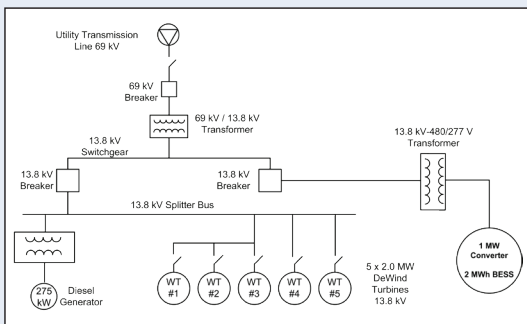 Utility Transmission
Line 69 kV
69 kV
Breaker
69 kV / 13.8 kV
Transformer
13.8 kV
Switchgear
13.8 kV-480/277 V
Transformer
13.8 kV
Breaker
13.8 kV
Breaker
13.8 kV Splitter Bus
1 MW
Converter
2 MWh BESS
275
kW
Diesel
Generator
WT
#1
WT
#2
WT
#3
WT
#4
WT
#5
5 x 2.0 MW
DeWind
Turbines
13.8 kV